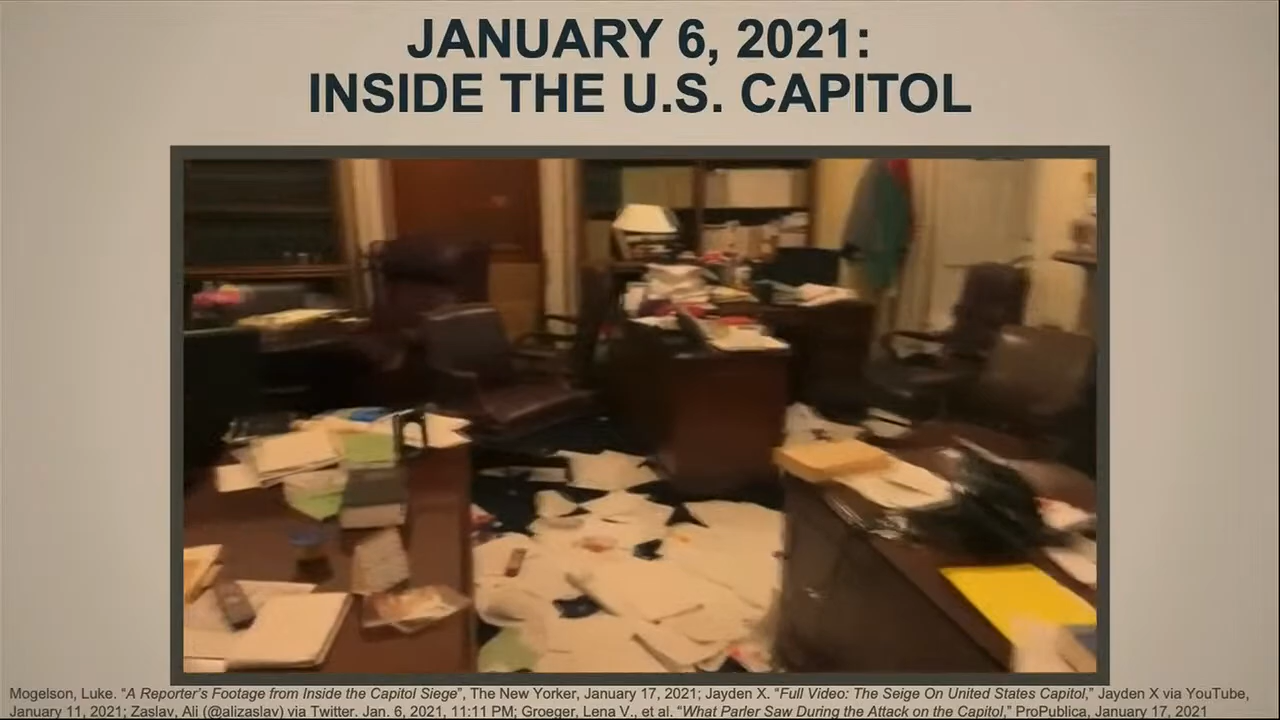 JANUARY 6, 2021:
INSIDE THE U.S. CAPITOL
Mogelson, Luke. “A Reporter’s Footage from Inside the Capitol Siege”, The New Yorker, January 17, 2021; Jayden X. “Full Video: The Seige On United States Capitol,” Jayden X via YouTube,
January 11, 2021; Zaslav, Ali (@alizaslav) via Twitter. Jan. 6, 2021, 11:11 PM; Groeger, Lena V., et al. “What Parler Saw During the Attack on the Capitol,” ProPublica, January 17, 2021